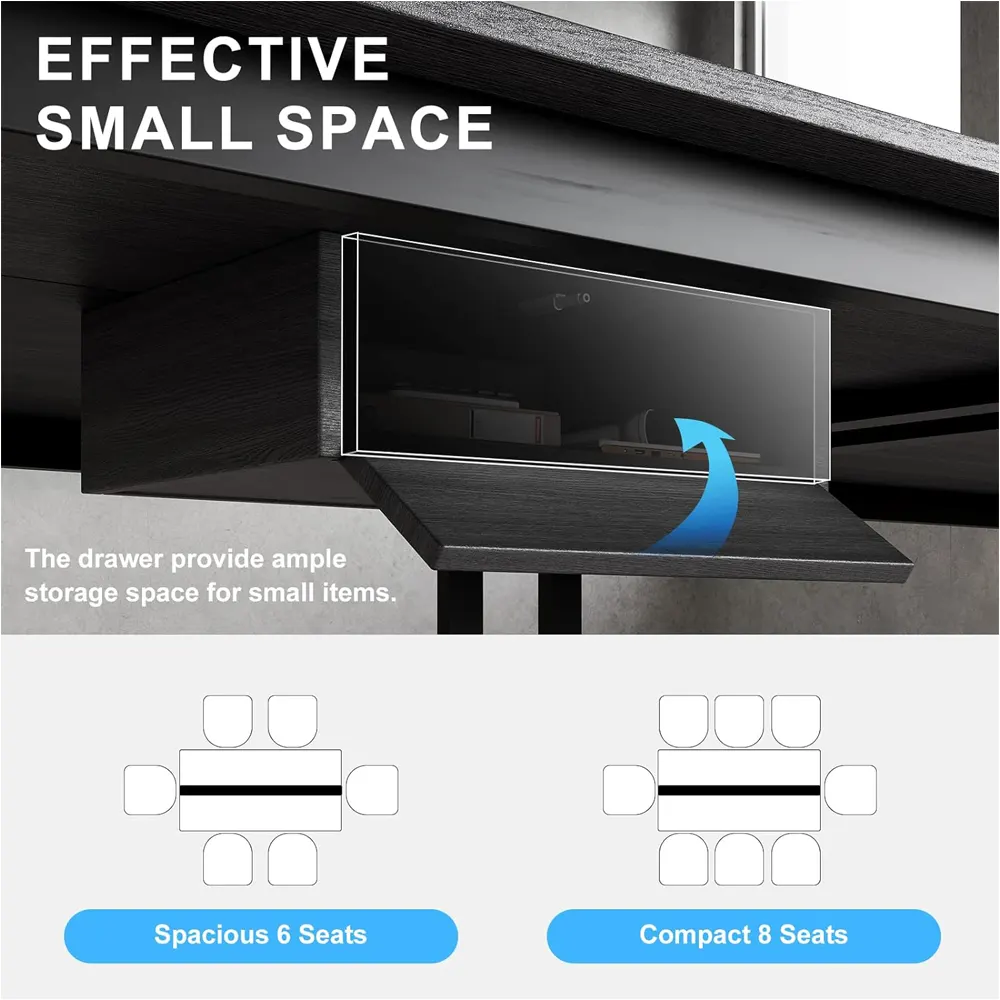 EFFECTIVE
SMALL SPACE
The drawer provide ample
storage space for small items.
Spacious 6 Seats
Compact 8 Seats